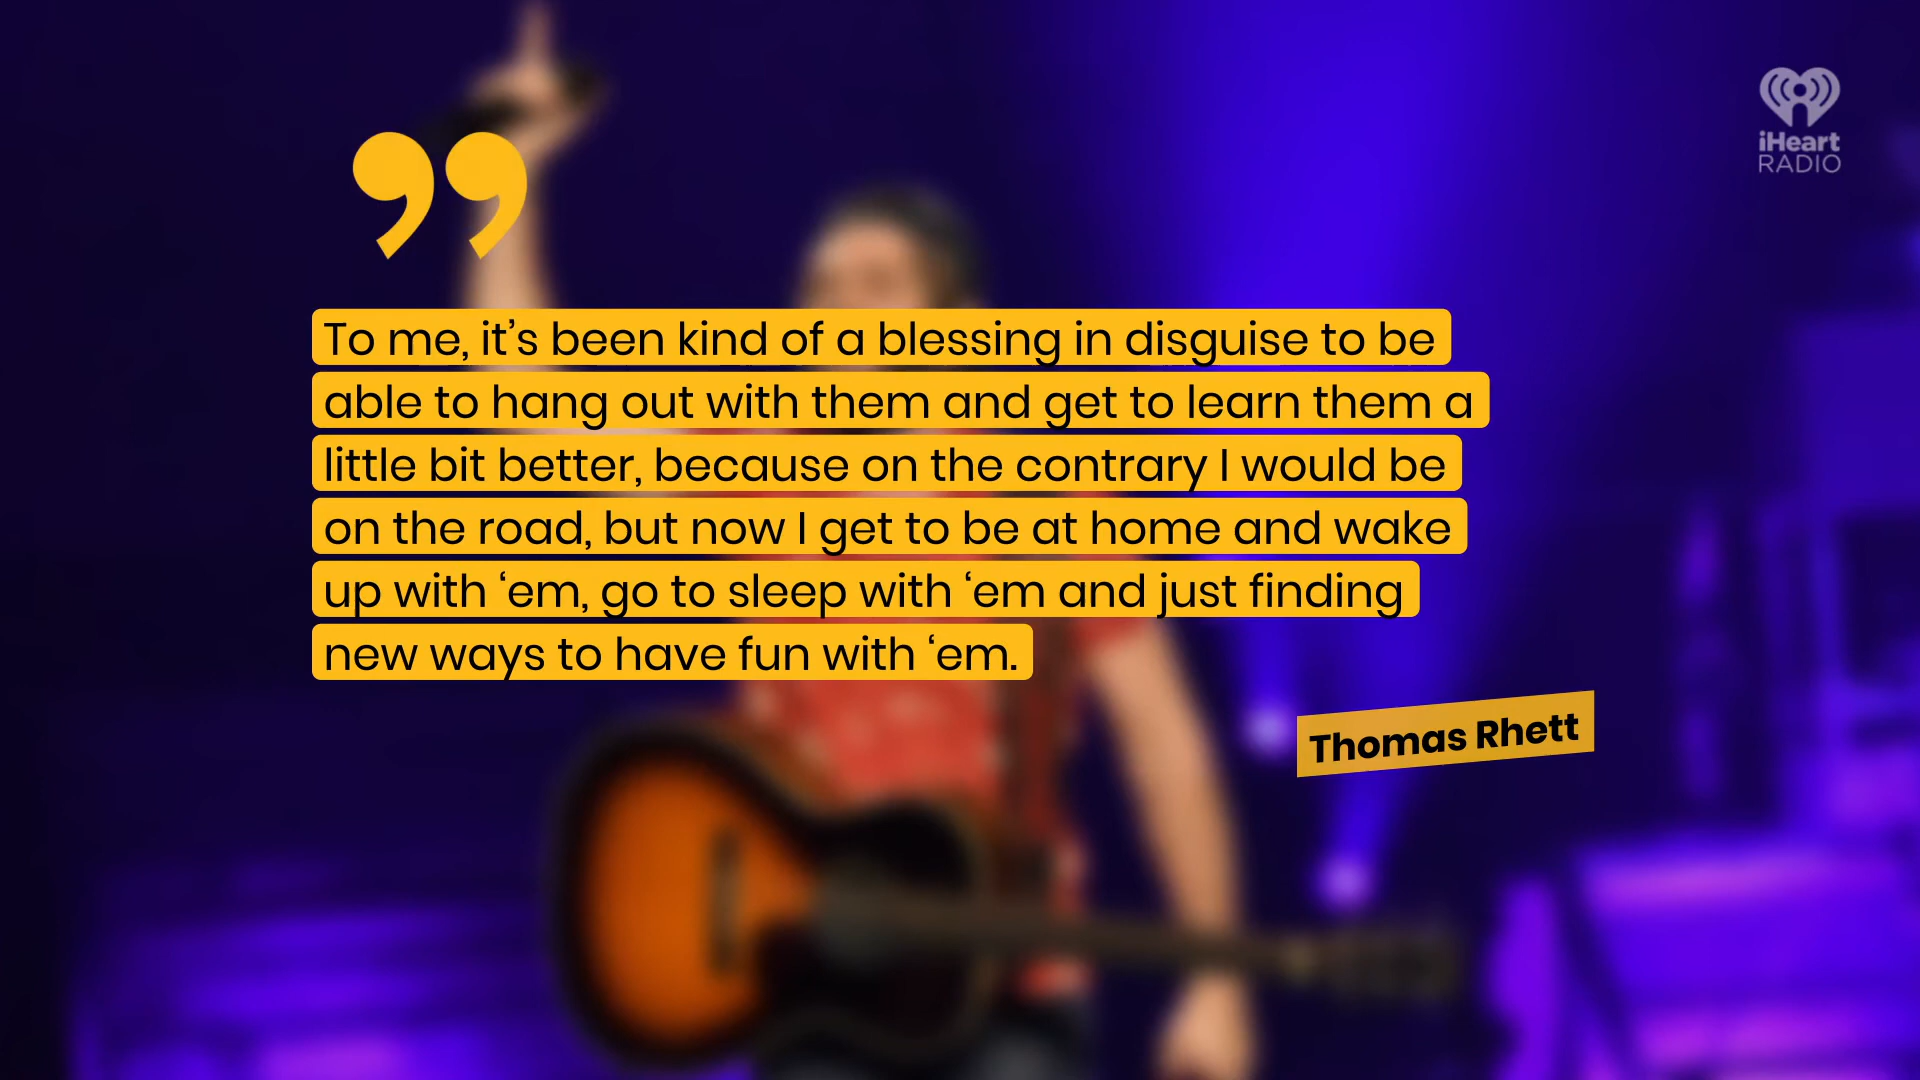 ”
iHeart
RADIO
To me, it’s been kind of a blessing in disguise to be
able to hang out with them and get to learn them a
little bit better, because on the contrary I would be
on the road, but now I get to be at home and wake
up with ‘em, go to sleep with ‘em and just finding
new ways to have fun with ‘em.
Thomas Rhett